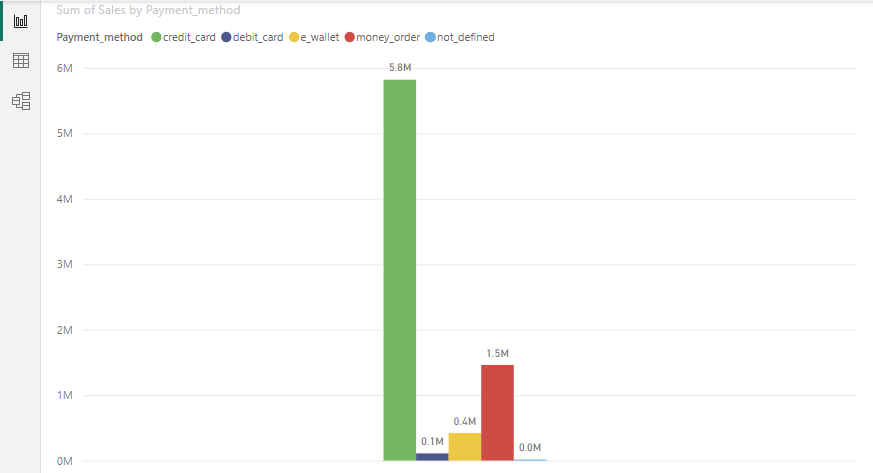 Sum of Sales by Payment_method
Payment_method credit_card debit_card e_wallet money_order not_defined
6M
5.8M
5M
4M
3M
2M
1.5M
1M
0.4M
0.1M
0.0M
0M